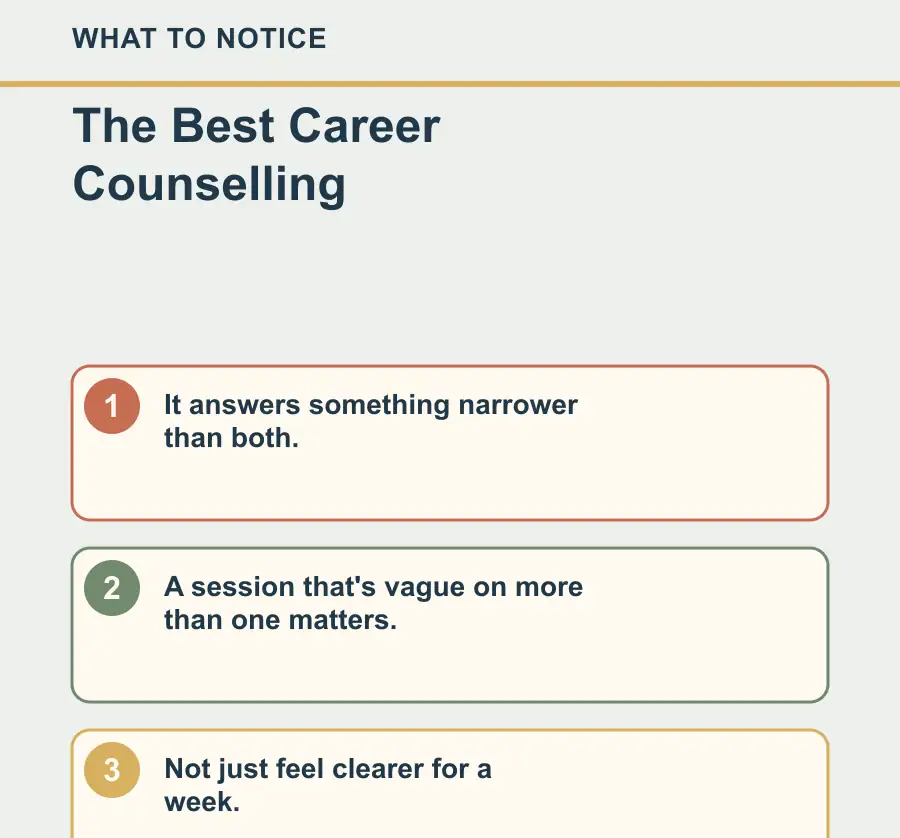 WHAT TO NOTICE
The Best Career
Counselling
1
It answers something narrower
than both.
2
A session that's vague on more
than one matters.
3
Not just feel clearer for a
week.